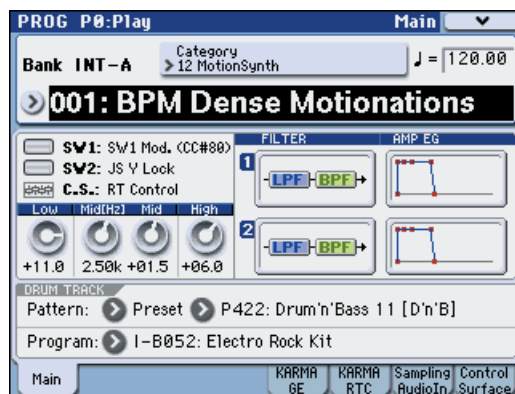 PROG P0:Play Main
Bank INT-A
Category
12 MotionSynth
♩ = 120.00
001: BPM Dense Motionations
SW1: SW1 Mod. (CC#80)
SW2: JS Y Lock
C.S.: RT Control
Low Mid[Hz] Mid High
+11.0 2.50k +01.5 +06.0
FILTER AMP EG
1 LPF BPF
2 LPF BPF
DRUM TRACK
Pattern: Preset P422: Drum'n'Bass 11 [D'n'B]
Program: I-B052: Electro Rock Kit
Main
KARMA GE
KARMA RTC
Sampling AudioIn
Control Surface